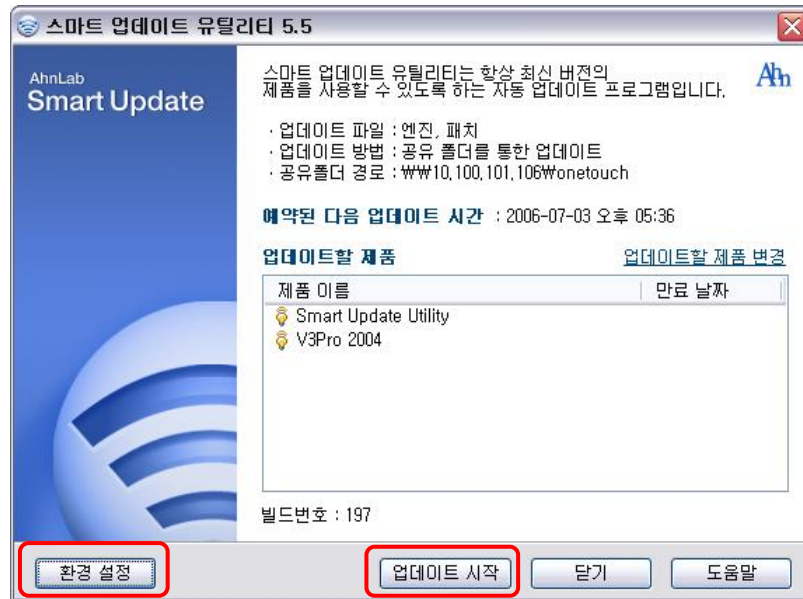 스마트 업데이트 유틸리티 5.5
AhnLab
Smart Update
스마트 업데이트 유틸리티는 항상 최신 버전의
제품을 사용할 수 있도록 하는 자동 업데이트 프로그램입니다.
Ahn
· 업데이트 파일 : 엔진, 패치
· 업데이트 방법 : 공유 폴더를 통한 업데이트
· 공유폴더 경로 : ₩₩10,100,101,106₩onetouch
예약된 다음 업데이트 시간 : 2006-07-03 오후 05:36
업데이트할 제품 업데이트할 제품 변경
제품 이름 만료 날짜
Smart Update Utility
V3Pro 2004
빌드번호 : 197
환경 설정 업데이트 시작 닫기 도움말